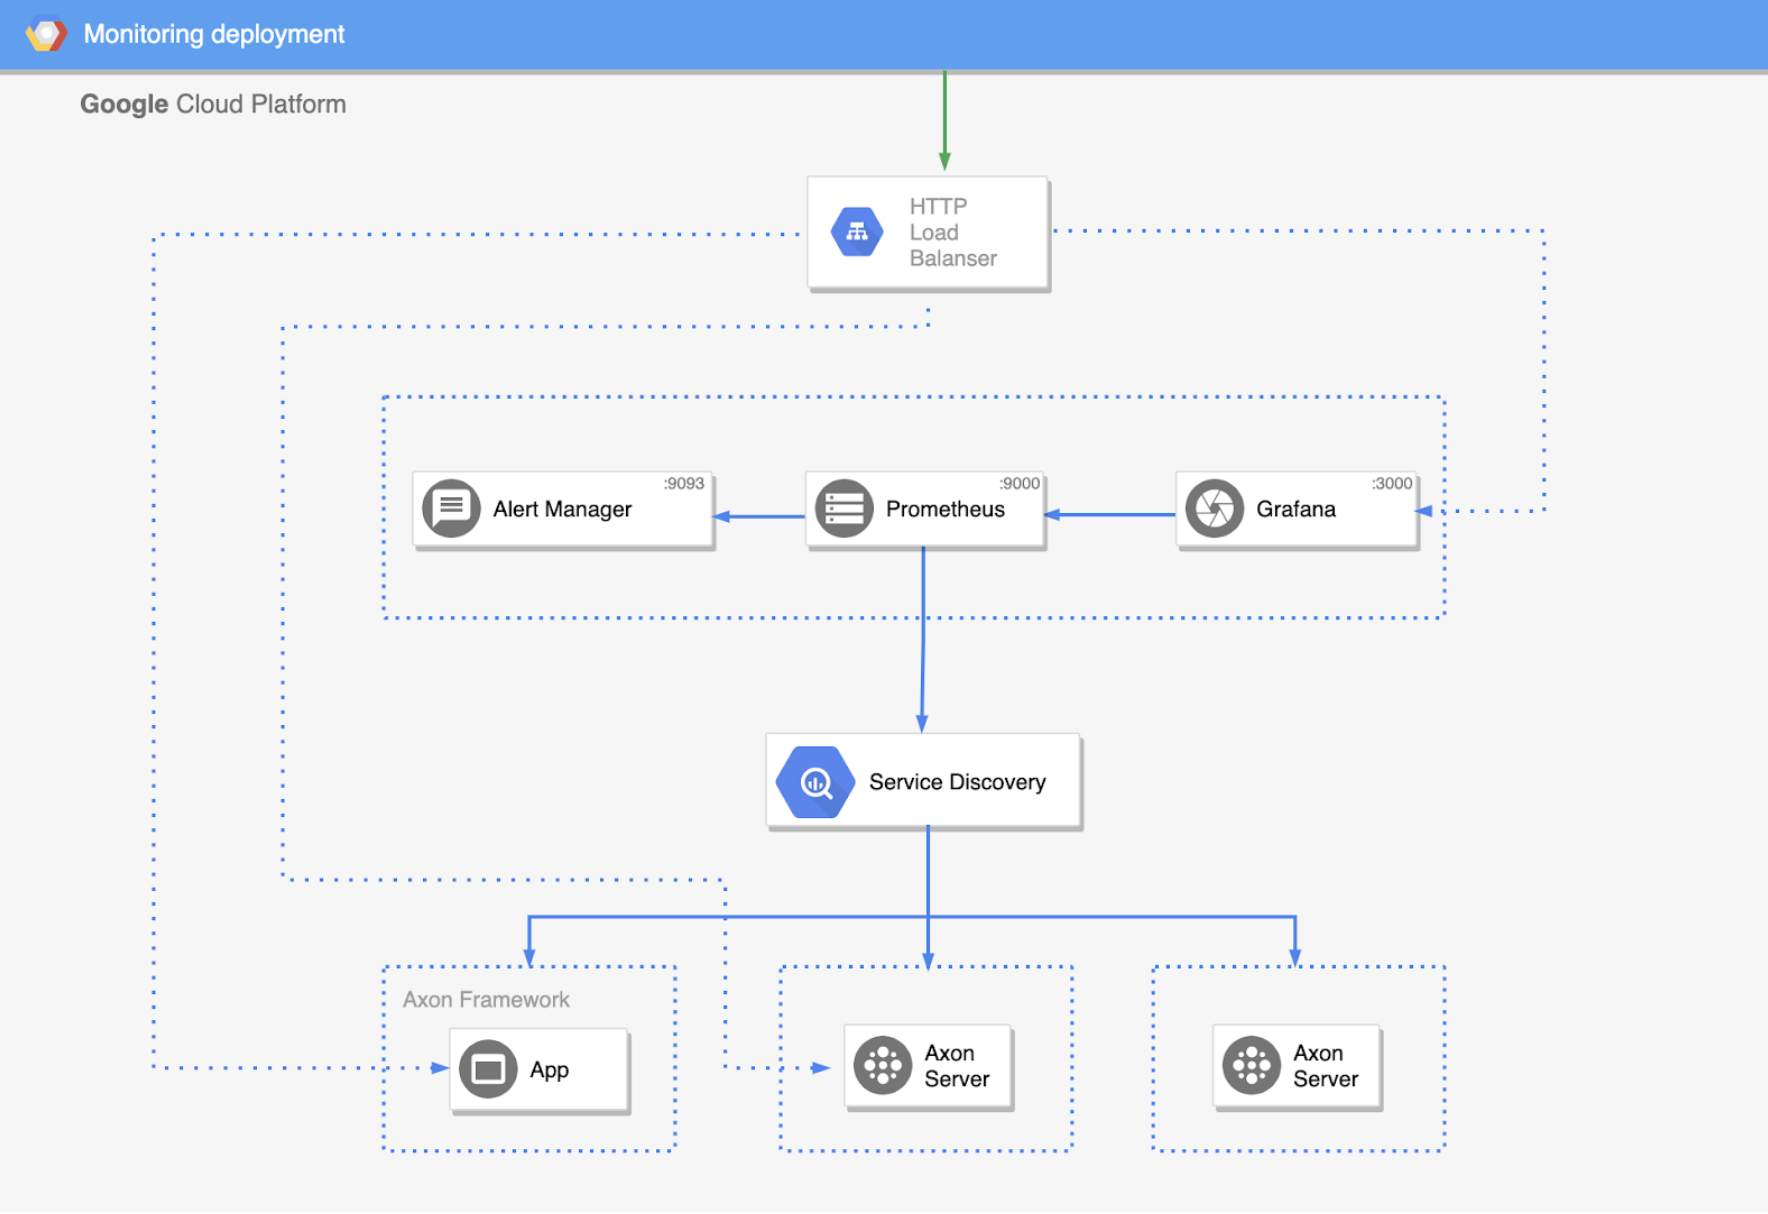 Monitoring deployment
Google Cloud Platform
HTTP
Load
Balanser
:9093
Alert Manager
:9000
Prometheus
:3000
Grafana
Service Discovery
Axon Framework
App
Axon
Server
Axon
Server